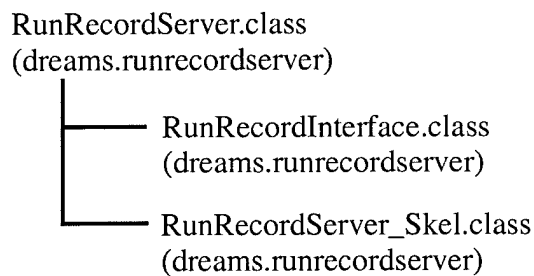 RunRecordServer.class
(dreams.runrecordserver)
RunRecordInterface.class
(dreams.runrecordserver)
RunRecordServer_Skel.class
(dreams.runrecordserver)